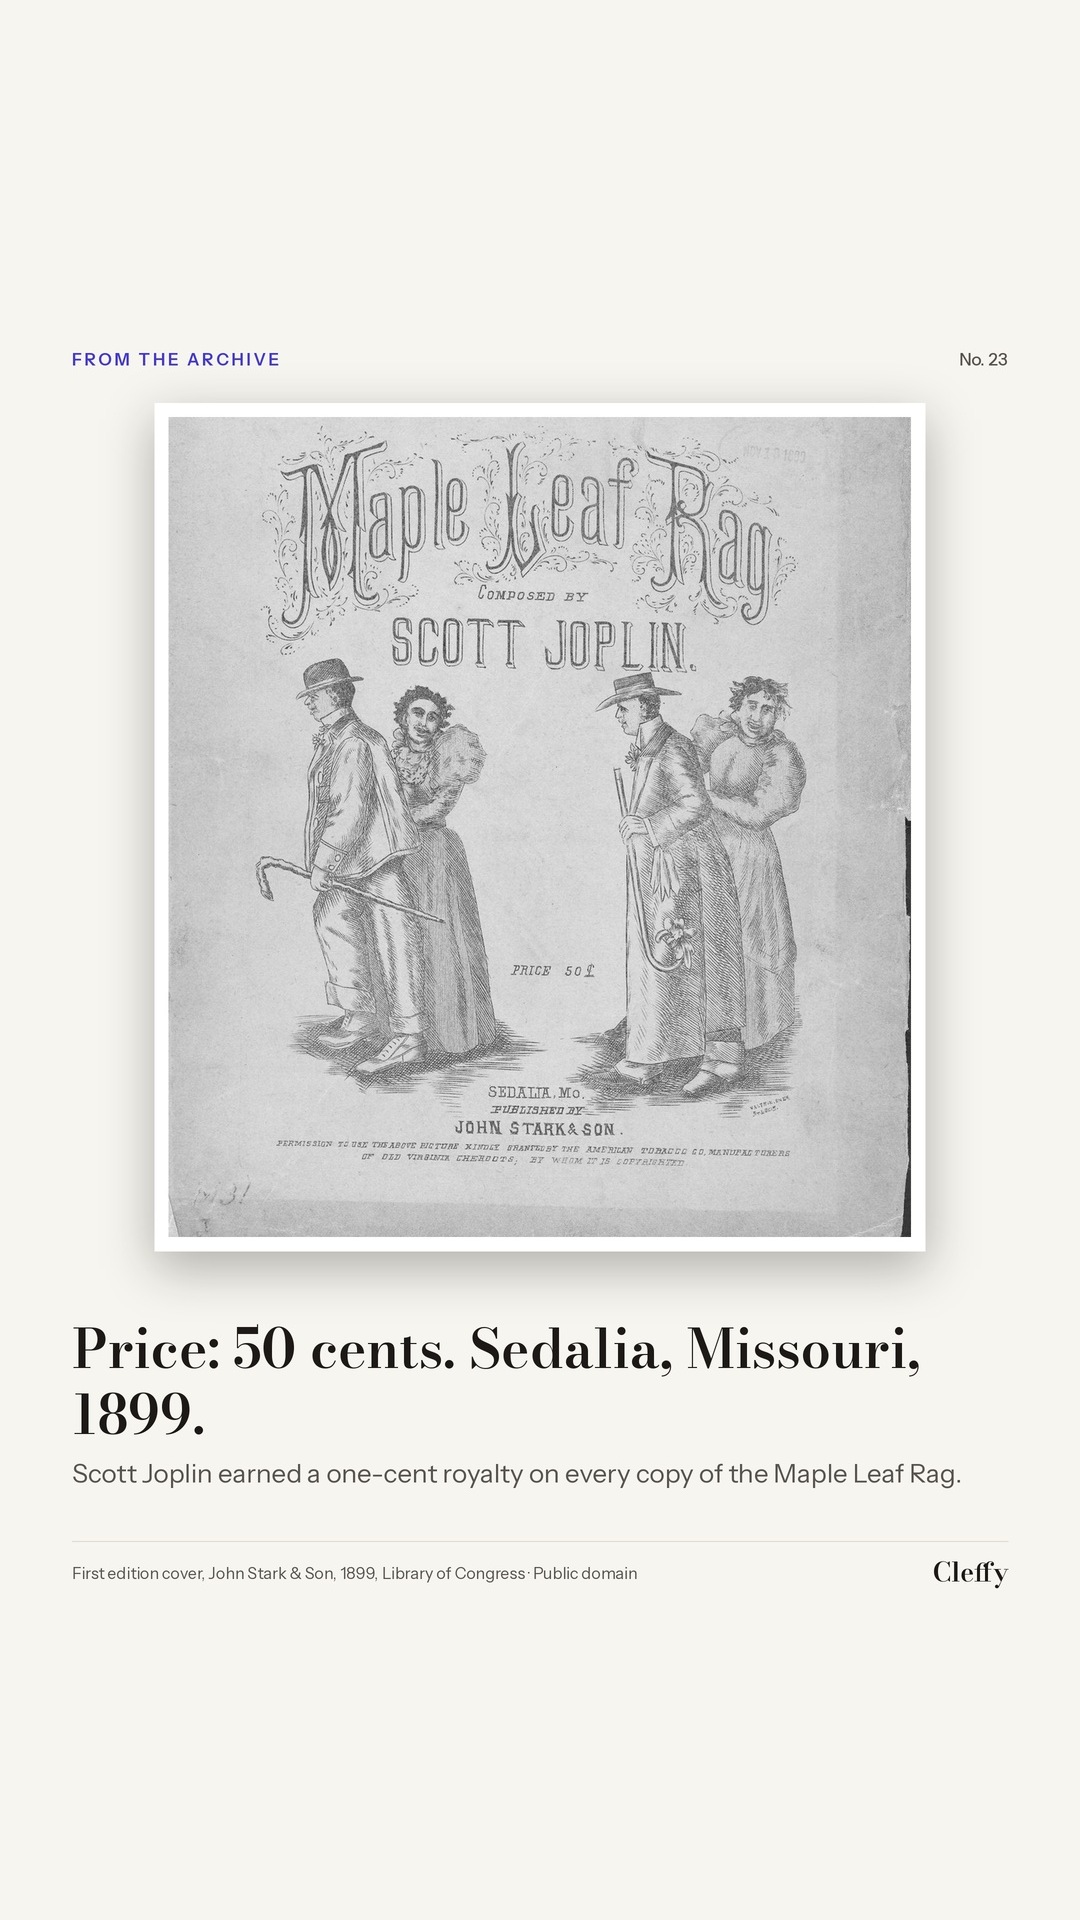 FROM THE ARCHIVE
No. 23
Maple Leaf Rag
COMPOSED BY
SCOTT JOPLIN.
PRICE 50¢
SEDALIA, MO.
PUBLISHED BY
JOHN STARK & SON.
PERMISSION TO USE THE ABOVE PICTURE KINDLY GRANTED BY THE AMERICAN TOBACCO CO. MANUFACTURERS
OF OLD VIRGINIA CHEROOTS; BY WHOM IT IS COPYRIGHTED
Price: 50 cents. Sedalia, Missouri,
1899.
Scott Joplin earned a one-cent royalty on every copy of the Maple Leaf Rag.
First edition cover, John Stark & Son, 1899, Library of Congress · Public domain
Cleffy